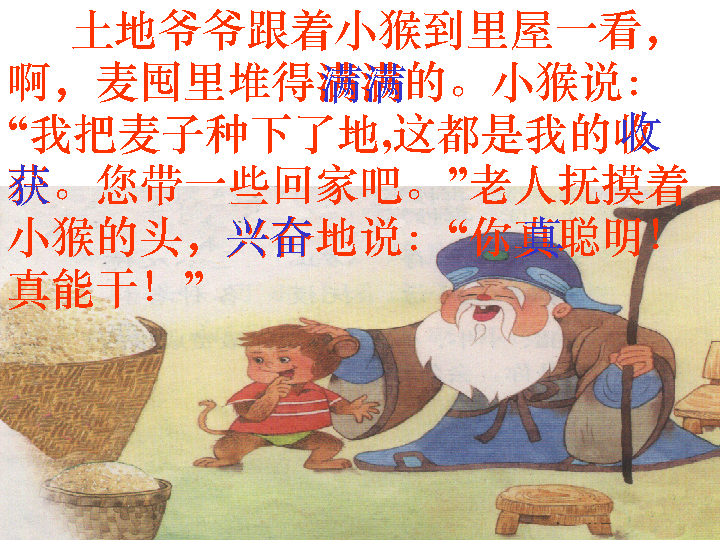 土地爷爷跟着小猴到里屋一看，
啊，麦囤里堆得满满的。小猴说：
“我把麦子种下了地,这都是我的收
获。您带一些回家吧。”老人抚摸着
小猴的头，兴奋地说：“你真聪明！
真能干！”